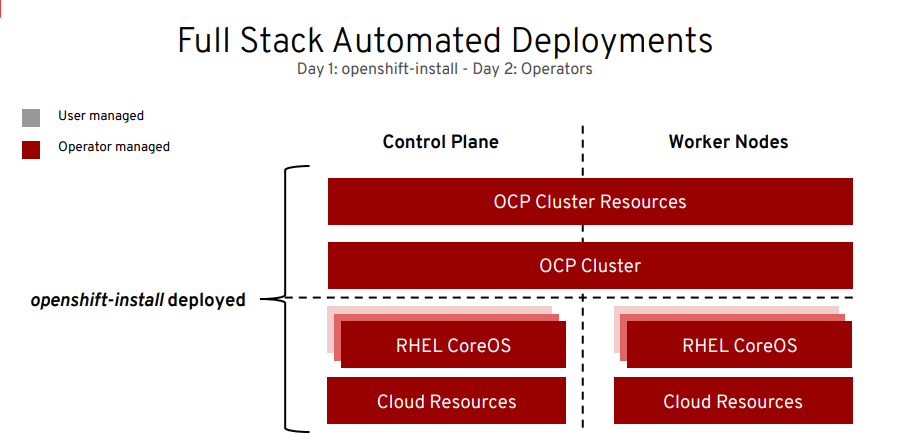 Full Stack Automated Deployments
Day 1: openshift-install - Day 2: Operators
User managed
Operator managed
Control Plane
Worker Nodes
OCP Cluster Resources
OCP Cluster
openshift-install deployed
RHEL CoreOS
RHEL CoreOS
Cloud Resources
Cloud Resources